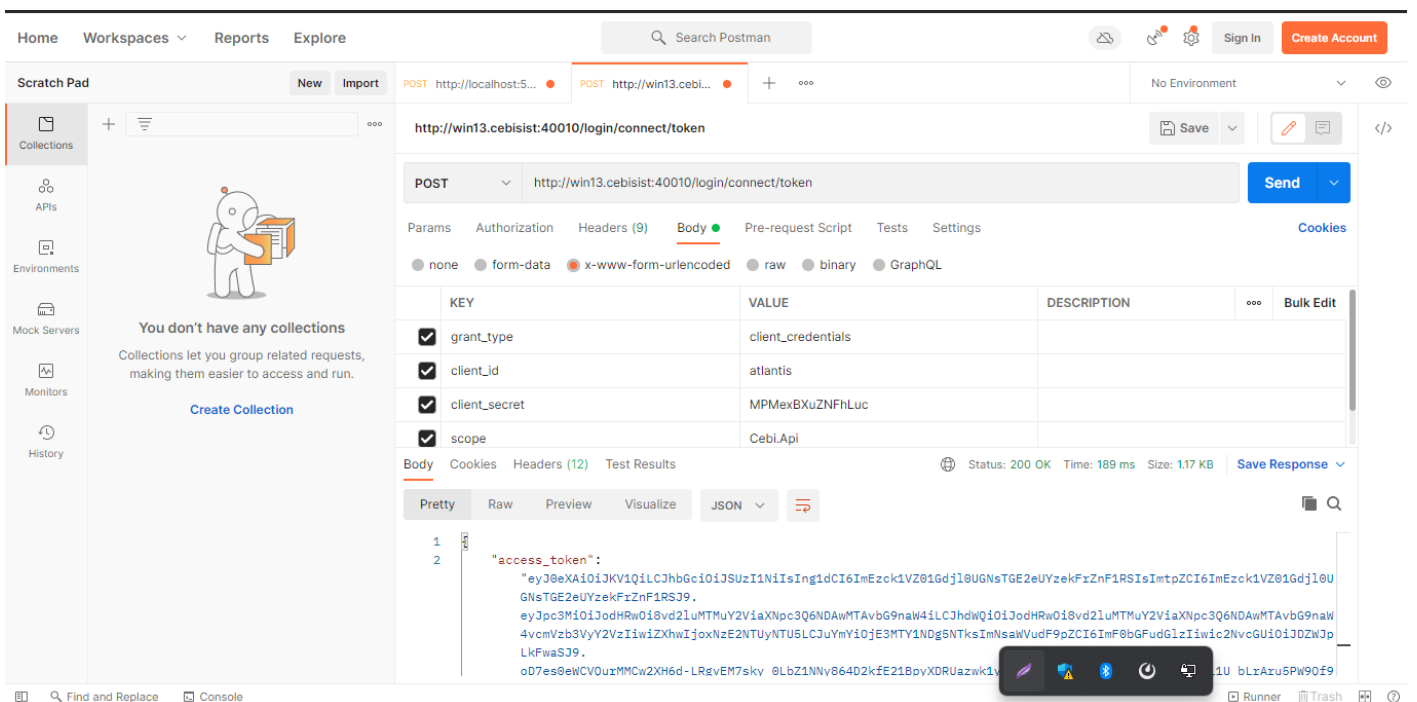 Home Workspaces Reports Explore Search Postman Sign In Create Account
Scratch Pad New Import POST http://localhost:5... POST http://win13.cebi... No Environment
Collections
APIs
Environments
Mock Servers
Monitors
History
You don't have any collections
Collections let you group related requests,
making them easier to access and run.
Create Collection
http://win13.cebisist:40010/login/connect/token Save
POST http://win13.cebisist:40010/login/connect/token Send
Params Authorization Headers (9) Body Pre-request Script Tests Settings Cookies
none form-data x-www-form-urlencoded raw binary GraphQL
KEY VALUE DESCRIPTION Bulk Edit
grant_type client_credentials
client_id atlantis
client_secret MPMexBXuZNFhLuc
scope Cebi.Api
Body Cookies Headers (12) Test Results Status: 200 OK Time: 189 ms Size: 1.17 KB Save Response
Pretty Raw Preview Visualize JSON
1 {
2 "access_token":
"eyJ0eXAiOiJKV1QiLCJhbGciOiJSUzI1NiIsIng1dCI6ImEzck1VZ01Gdjl0UGNsTGE2eUYzekFrZnF1RSIsImtpZCI6ImEzck1VZ01Gdjl0U
GNsTGE2eUYzekFrZnF1RSJ9.
eyJpc3MiOiJodHRwOi8vd2luMTMuY2ViaXNpc3Q6NDAwMTAvbG9naW4iLCJhdWQiOiJodHRwOi8vd2luMTMuY2ViaXNpc3Q6NDAwMTAvbG9naW
4vcmVzb3VyY2VzIiwiZXhwIjoxNzE2NTUyNTU5LCJuYmYiOjE3MTY1NDg5NTksImNsaWVudF9pZCI6ImF0bGFudGlzIiwic2NvcGUiOiJDZWJp
LkFwaSJ9.
Find and Replace Console Runner Trash